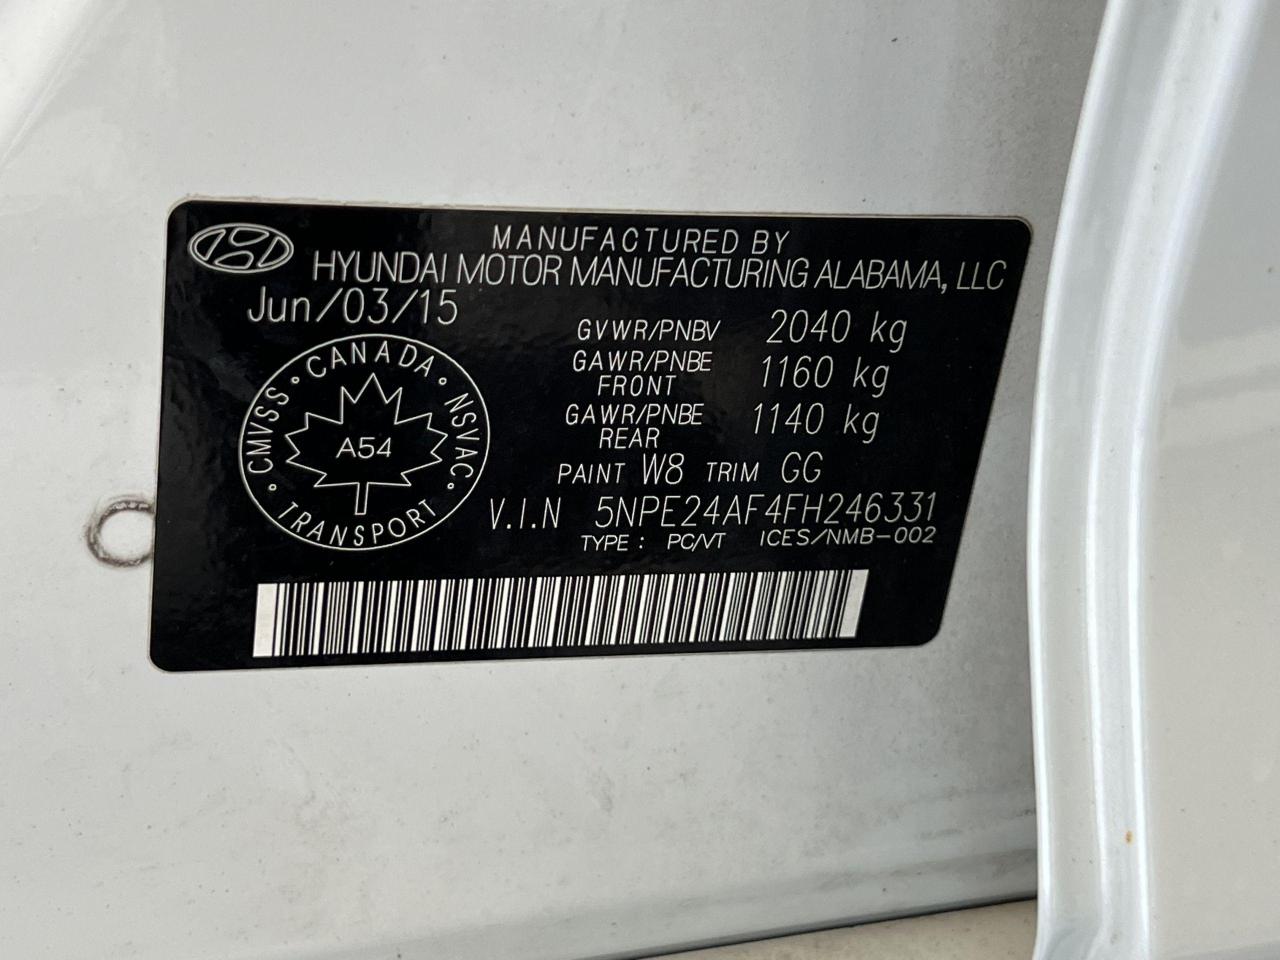 MANUFACTURED BY
HYUNDAI MOTOR MANUFACTURING ALABAMA, LLC
Jun/03/15
GVWR/PNBV 2040 kg
GAWR/PNBE FRONT 1160 kg
GAWR/PNBE REAR 1140 kg
PAINT W8 TRIM GG
V.I.N 5NPE24AF4FH246331
TYPE : PC/VT ICES/NMB-002
CMVSS • CANADA • NSVAC • TRANSPORT •
A54